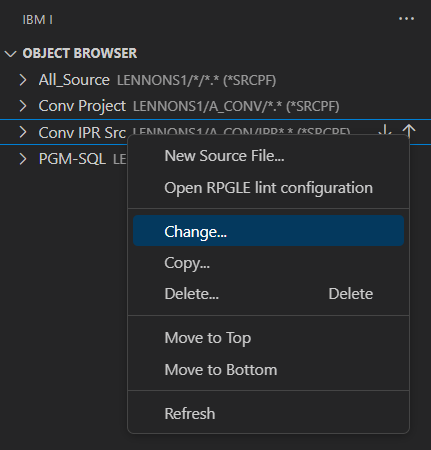 IBM I
OBJECT BROWSER
All_Source LENNONS1/*/*.* (*SRCPF)
Conv Project LENNONS1/A_CONV/*.* (*SRCPF)
Conv IPR Src LENNONS1/A_CON/IPR*.* (*SRCPF)
PGM-SQL LEN
New Source File...
Open RPGLE lint configuration
Change...
Copy...
Delete... Delete
Move to Top
Move to Bottom
Refresh